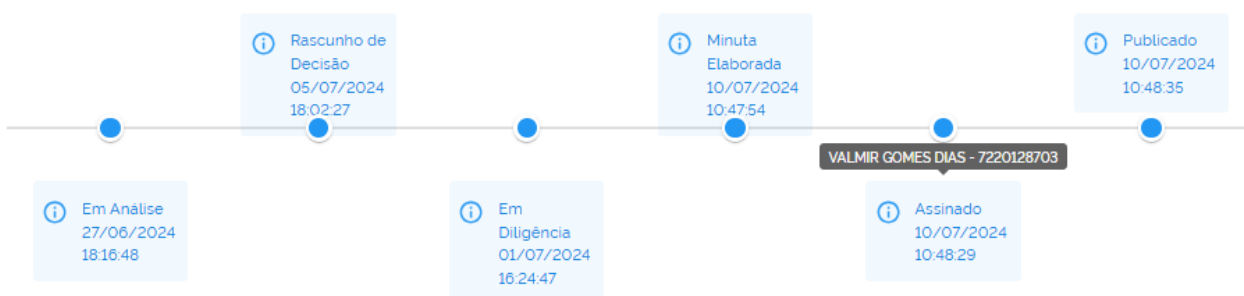 Rascunho de
Decisão
05/07/2024
18:02:27
Minuta
Elaborada
10/07/2024
10:47:54
Publicado
10/07/2024
10:48:35
VALMIR GOMES DIAS - 7220128703
Em Análise
27/06/2024
18:16:48
Em
Diligência
01/07/2024
16:24:47
Assinado
10/07/2024
10:48:29